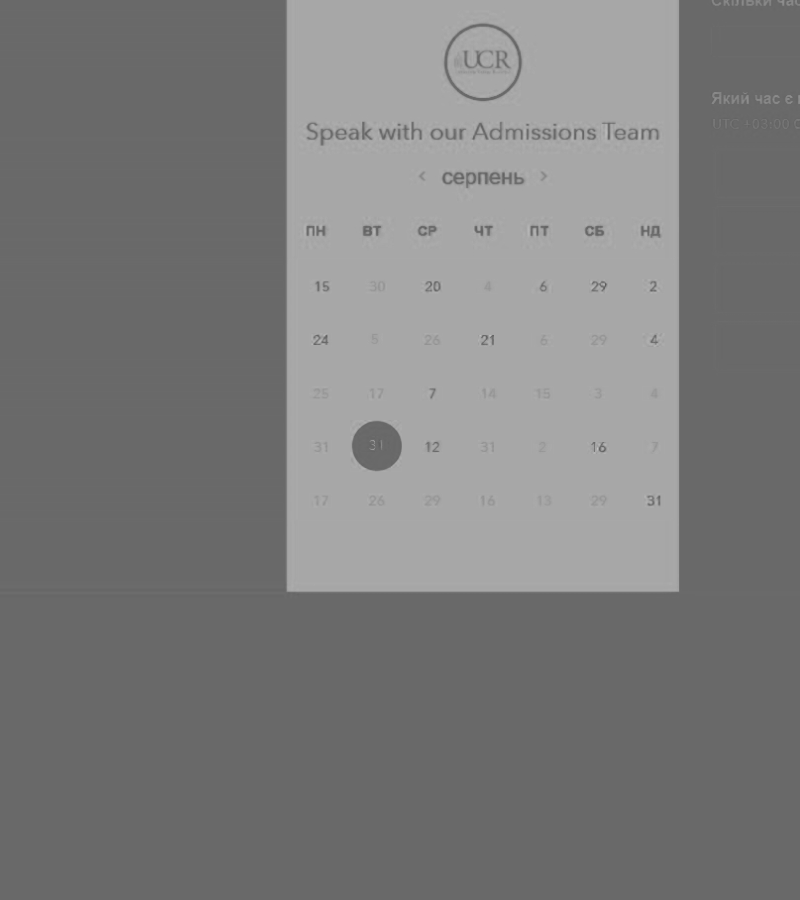 Скільки час
UCR
Який час є
UTC +03:00
Speak with our Admissions Team
‹ серпень ›
ПН ВТ СР ЧТ ПТ СБ НД
15 30 20 4 6 29 2
24 5 26 21 6 29 4
25 17 7 14 15 3 4
31 31 12 31 2 16 7
17 26 29 16 13 29 31